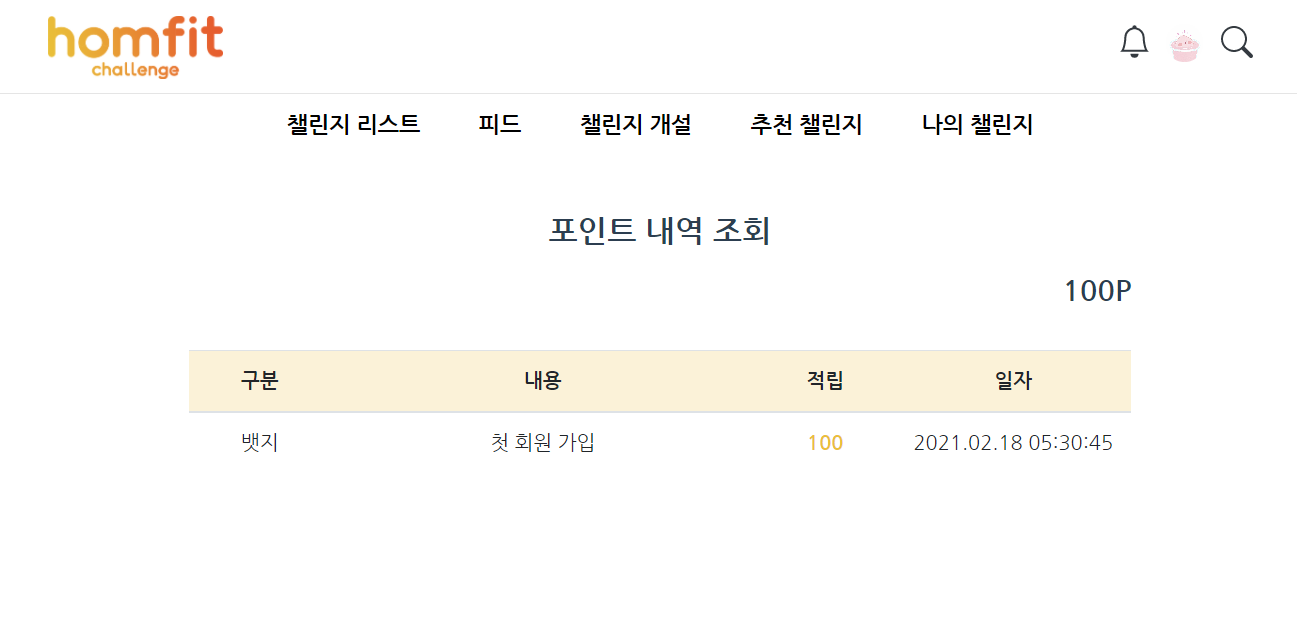 homfit
challenge
챌린지 리스트 피드 챌린지 개설 추천 챌린지 나의 챌린지
포인트 내역 조회
100P
구분 내용 적립 일자
뱃지 첫 회원 가입 100 2021.02.18 05:30:45